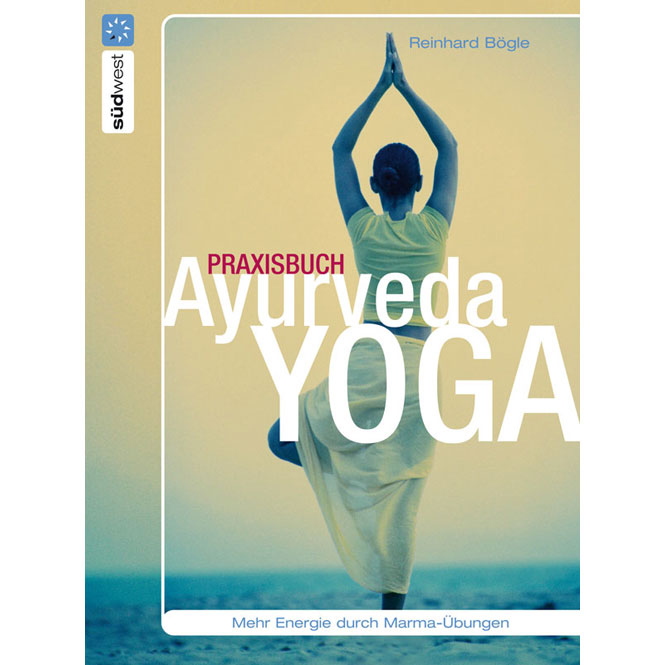 Reinhard Bögle
südwest
PRAXISBUCH
Ayurveda
YOGA
Mehr Energie durch Marma-Übungen